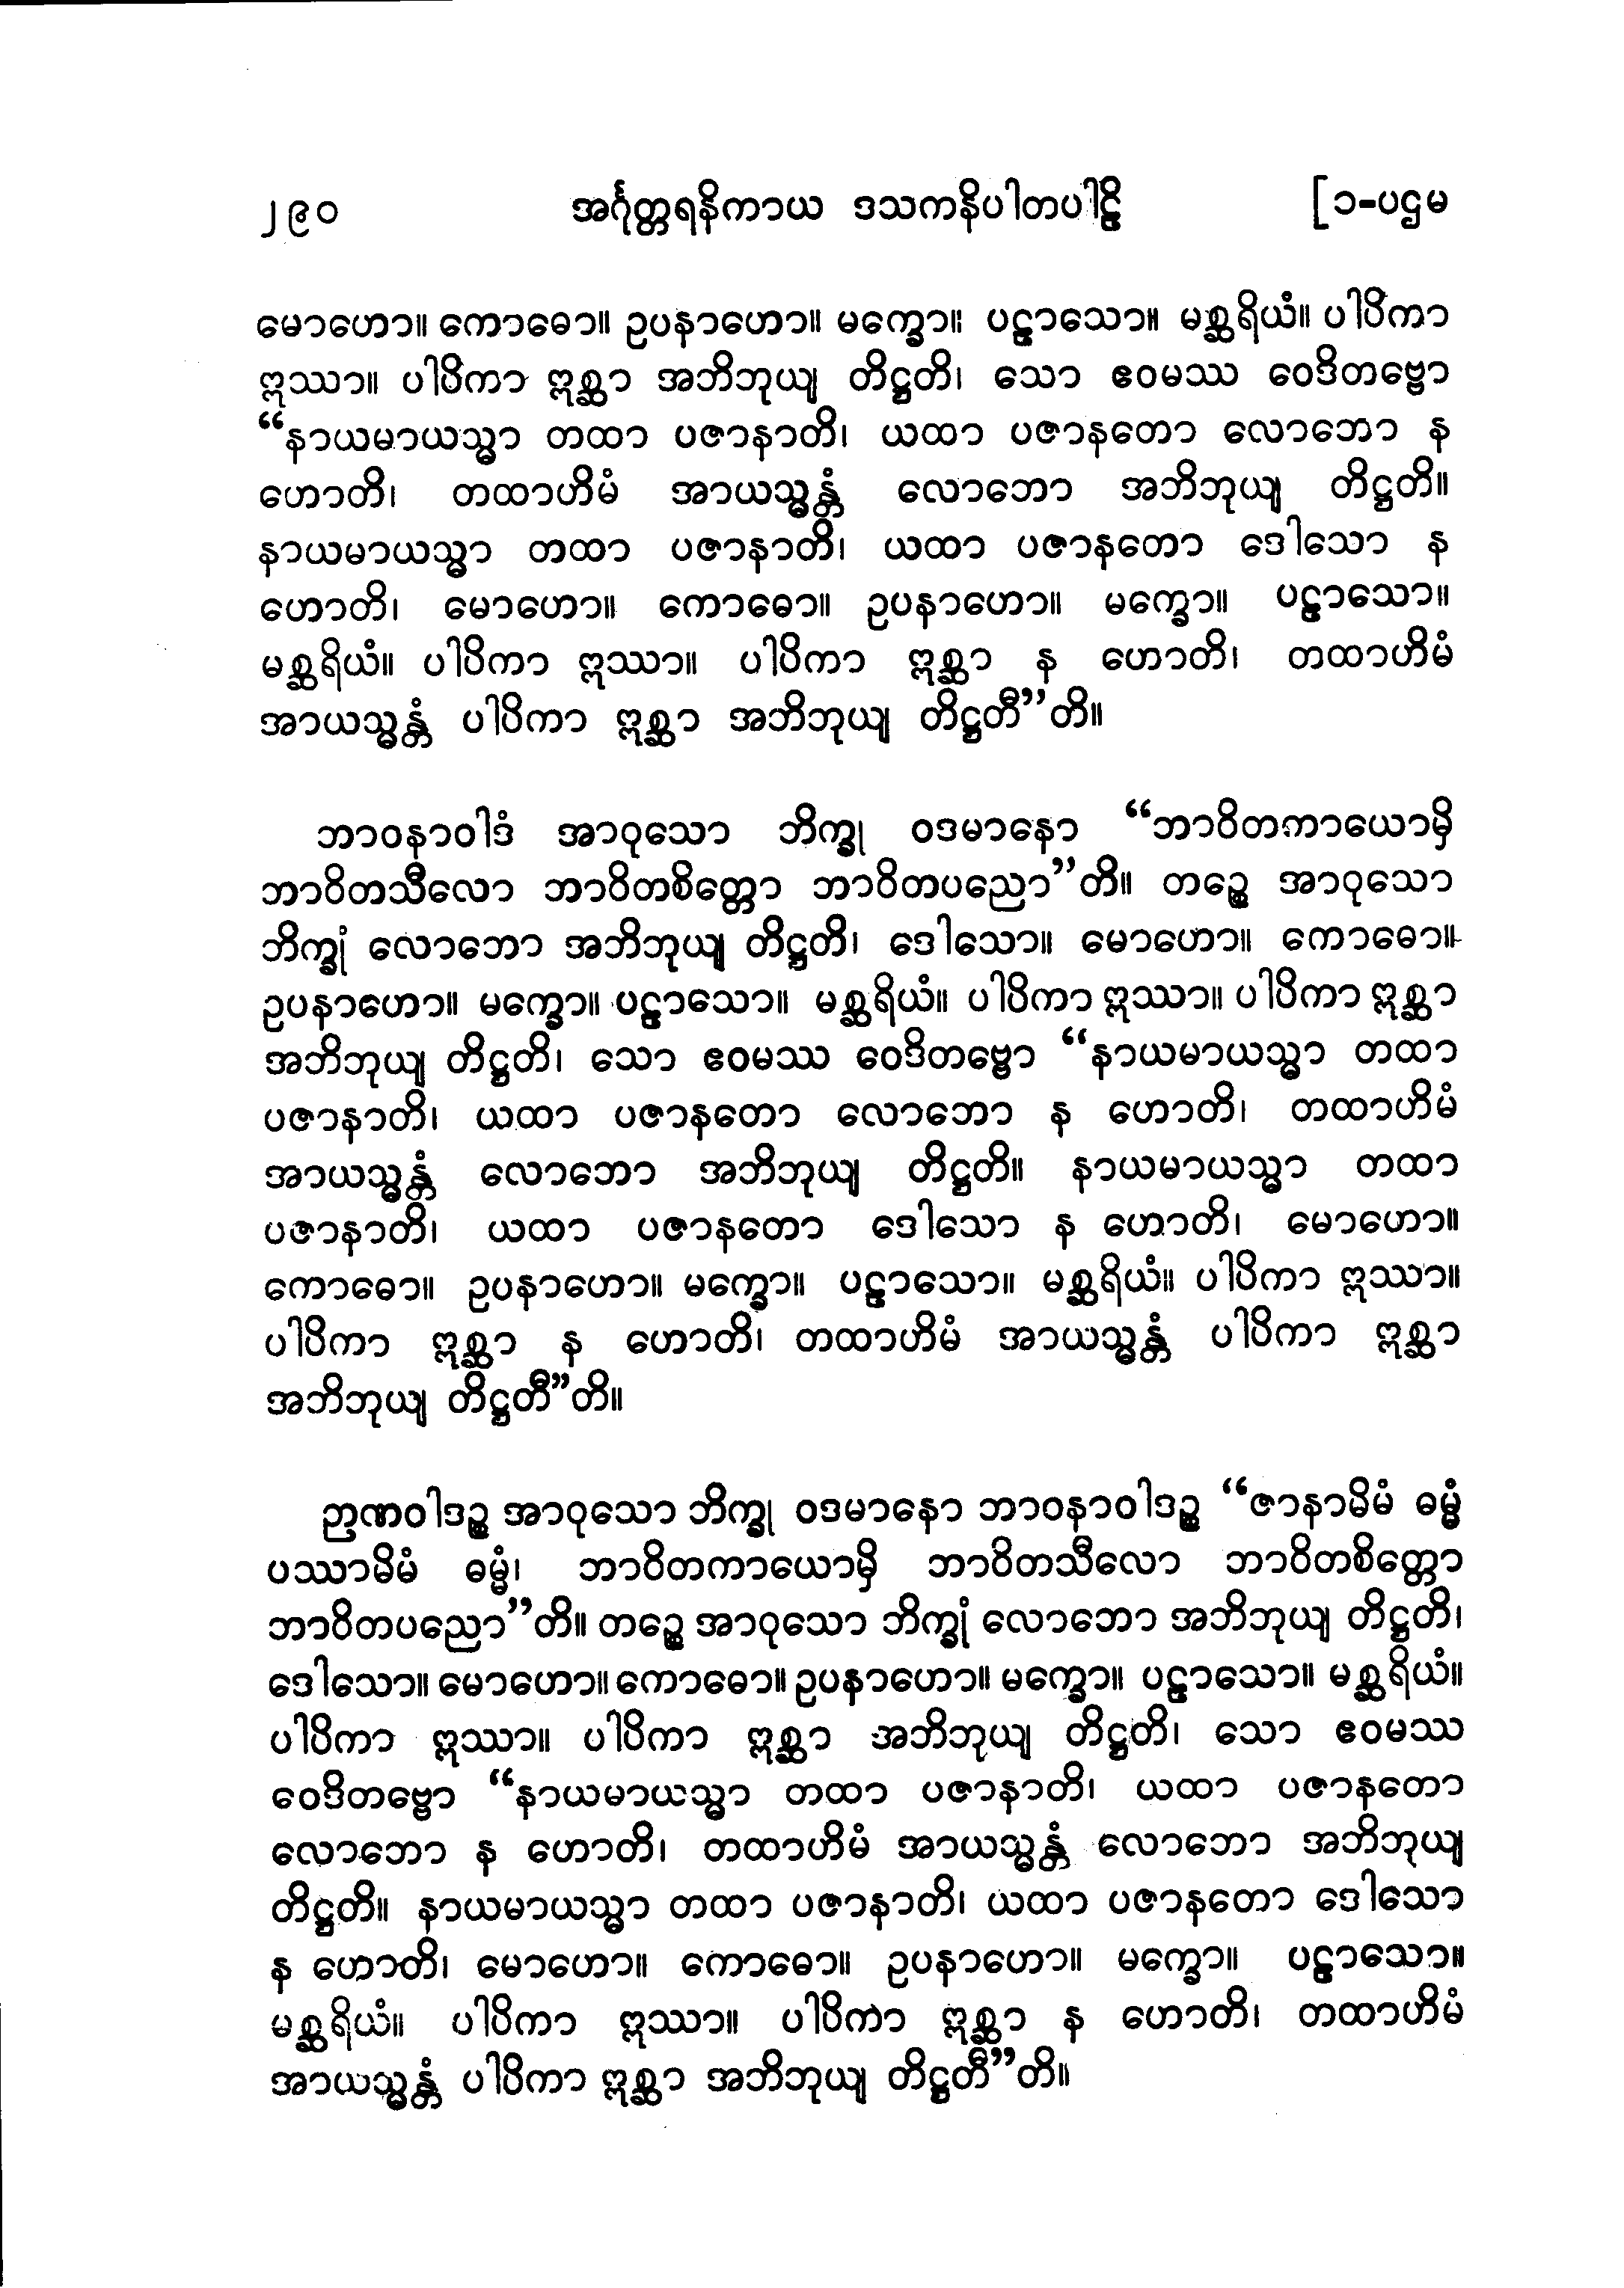 ၂၉၀ အင်္ဂုတ္တရနိကာယ ဒသကနိပါတပါဠိ [၁-ပဌမ
မောဟော။ ကောဓော။ ဥပနာဟော။ မက္ခော။ ပဠာသော။ မစ္ဆရိယံ။ ပါပိကာ
ဣဿာ။ ပါပိကာ ဣစ္ဆာ အဘိဘုယျ တိဋ္ဌတိ၊ သော ဧဝမဿ ဝေဒိတဗ္ဗော
“နာယမာယသ္မာ တထာ ပဇာနာတိ၊ ယထာ ပဇာနတော လောဘော န
ဟောတိ၊ တထာဟိမံ အာယသ္မန္တံ လောဘော အဘိဘုယျ တိဋ္ဌတိ။
နာယမာယသ္မာ တထာ ပဇာနာတိ၊ ယထာ ပဇာနတော ဒေါသော န
ဟောတိ၊ မောဟော။ ကောဓော။ ဥပနာဟော။ မက္ခော။ ပဠာသော။
မစ္ဆရိယံ။ ပါပိကာ ဣဿာ။ ပါပိကာ ဣစ္ဆာ န ဟောတိ၊ တထာဟိမံ
အာယသ္မန္တံ ပါပိကာ ဣစ္ဆာ အဘိဘုယျ တိဋ္ဌတီ”တိ။
ဘာဝနာဝါဒံ အာဝုသော ဘိက္ခု ဝဒမာနော “ဘာဝိတကာယောမှိ
ဘာဝိတသီလော ဘာဝိတစိတ္တော ဘာဝိတပညော”တိ။ တဉ္စေ အာဝုသော
ဘိက္ခုံ လောဘော အဘိဘုယျ တိဋ္ဌတိ၊ ဒေါသော။ မောဟော။ ကောဓော။
ဥပနာဟော။ မက္ခော။ ပဠာသော။ မစ္ဆရိယံ။ ပါပိကာ ဣဿာ။ ပါပိကာ ဣစ္ဆာ
အဘိဘုယျ တိဋ္ဌတိ၊ သော ဧဝမဿ ဝေဒိတဗ္ဗော “နာယမာယသ္မာ တထာ
ပဇာနာတိ၊ ယထာ ပဇာနတော လောဘော န ဟောတိ၊ တထာဟိမံ
အာယသ္မန္တံ လောဘော အဘိဘုယျ တိဋ္ဌတိ။ နာယမာယသ္မာ တထာ
ပဇာနာတိ၊ ယထာ ပဇာနတော ဒေါသော န ဟောတိ၊ မောဟော။
ကောဓော။ ဥပနာဟော။ မက္ခော။ ပဠာသော။ မစ္ဆရိယံ။ ပါပိကာ ဣဿာ။
ပါပိကာ ဣစ္ဆာ န ဟောတိ၊ တထာဟိမံ အာယသ္မန္တံ ပါပိကာ ဣစ္ဆာ
အဘိဘုယျ တိဋ္ဌတီ”တိ။
ဉာဏဝါဒဉ္စ အာဝုသော ဘိက္ခု ဝဒမာနော ဘာဝနာဝါဒဉ္စ “ဇာနာမိမံ ဓမ္မံ
ပဿာမိမံ ဓမ္မံ၊ ဘာဝိတကာယောမှိ ဘာဝိတသီလော ဘာဝိတစိတ္တော
ဘာဝိတပညော”တိ။ တဉ္စေ အာဝုသော ဘိက္ခုံ လောဘော အဘိဘုယျ တိဋ္ဌတိ၊
ဒေါသော။ မောဟော။ ကောဓော။ ဥပနာဟော။ မက္ခော။ ပဠာသော။ မစ္ဆရိယံ။
ပါပိကာ ဣဿာ။ ပါပိကာ ဣစ္ဆာ အဘိဘုယျ တိဋ္ဌတိ၊ သော ဧဝမဿ
ဝေဒိတဗ္ဗော “နာယမာယသ္မာ တထာ ပဇာနာတိ၊ ယထာ ပဇာနတော
လောဘော န ဟောတိ၊ တထာဟိမံ အာယသ္မန္တံ လောဘော အဘိဘုယျ
တိဋ္ဌတိ။ နာယမာယသ္မာ တထာ ပဇာနာတိ၊ ယထာ ပဇာနတော ဒေါသော
န ဟောတိ၊ မောဟော။ ကောဓော။ ဥပနာဟော။ မက္ခော။ ပဠာသော။
မစ္ဆရိယံ။ ပါပိကာ ဣဿာ။ ပါပိကာ ဣစ္ဆာ န ဟောတိ၊ တထာဟိမံ
အာယသ္မန္တံ ပါပိကာ ဣစ္ဆာ အဘိဘုယျ တိဋ္ဌတီ”တိ။